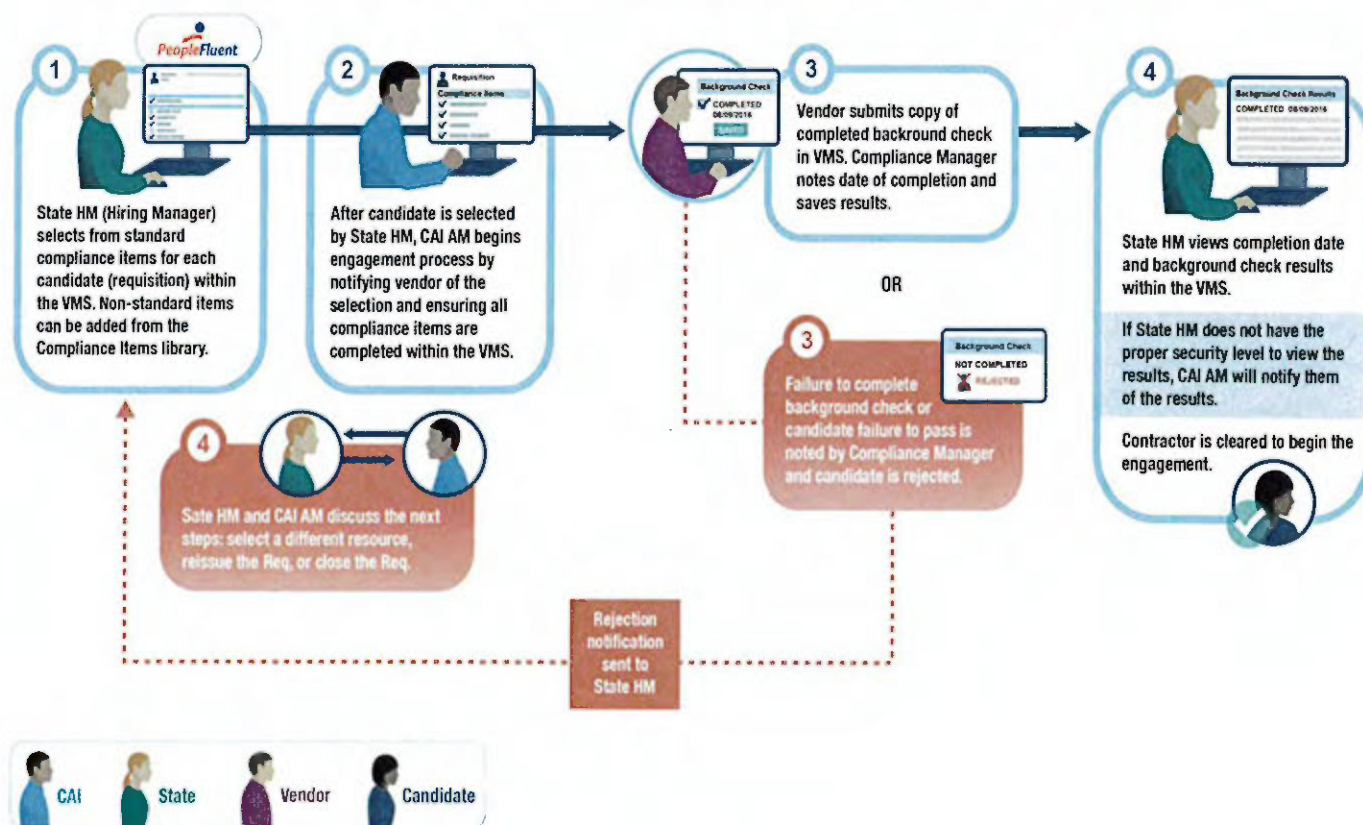 PeopleFluent
1
State HM (Hiring Manager)
selects from standard
compliance items for each
candidate (requisition) within
the VMS. Non-standard items
can be added from the
Compliance Items library.
2
Requisition
Compliance Items
After candidate is selected
by State HM, CAI AM begins
engagement process by
notifying vendor of the
selection and ensuring all
compliance items are
completed within the VMS.
Background Check
COMPLETED
08/09/2016
SAVED
3
Vendor submits copy of
completed backround check
in VMS. Compliance Manager
notes date of completion and
saves results.
OR
3
Background Check
NOT COMPLETED
REJECTED
Failure to complete
background check or
candidate failure to pass is
noted by Compliance Manager
and candidate is rejected.
4
Background Check Results
COMPLETED 08/09/2016
State HM views completion date
and background check results
within the VMS.
If State HM does not have the
proper security level to view the
results, CAI AM will notify them
of the results.
Contractor is cleared to begin the
engagement.
4
Sate HM and CAI AM discuss the next
steps: select a different resource,
reissue the Req, or close the Req.
Rejection
notification
sent to
State HM
CAI
State
Vendor
Candidate